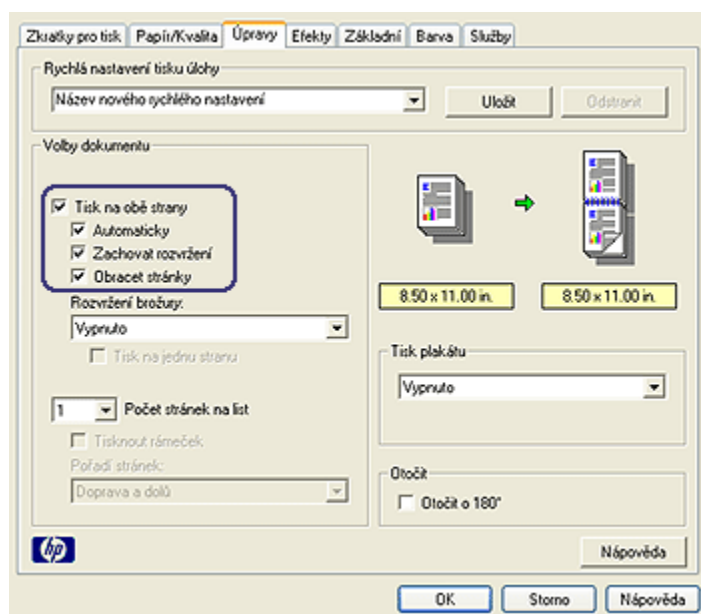 Zkratky pro tisk Papír/Kvalita Úpravy Efekty Základní Barva Služby
Rychlá nastavení tisku úlohy
Název nového rychlého nastavení Uložit Odstranit
Volby dokumentu
Tisk na obě strany
Automaticky
Zachovat rozvržení
Obracet stránky
Rozvržení brožury:
Vypnuto
Tisk na jednu stranu
1 Počet stránek na list
Tisknout rámeček
Pořadí stránek:
Doprava a dolů
8.50 x 11.00 in. 8.50 x 11.00 in.
Tisk plakátu
Vypnuto
Otočit
Otočit o 180°
hp
Nápověda
OK Storno Nápověda